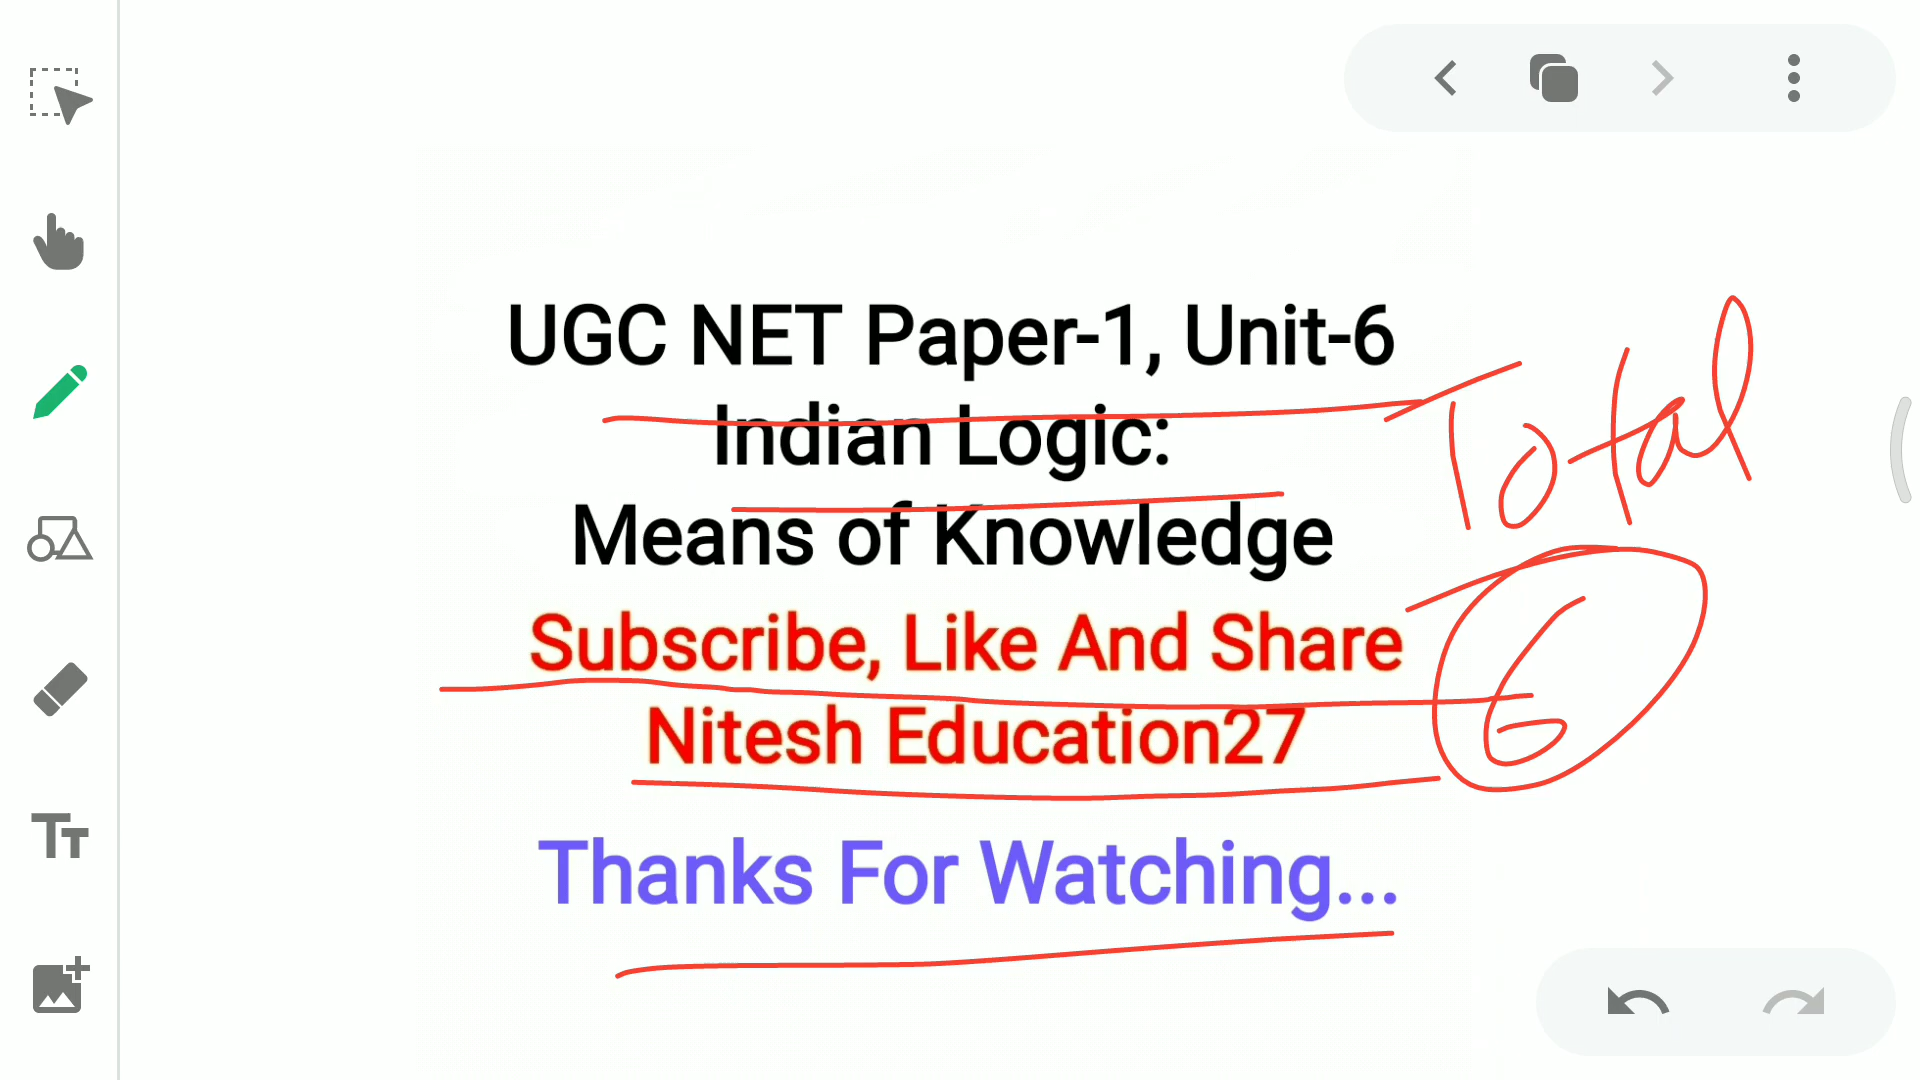 UGC NET Paper-1, Unit-6
Indian Logic:
Means of Knowledge
Subscribe, Like And Share
Nitesh Education27
Thanks For Watching...
Total
6
Tт